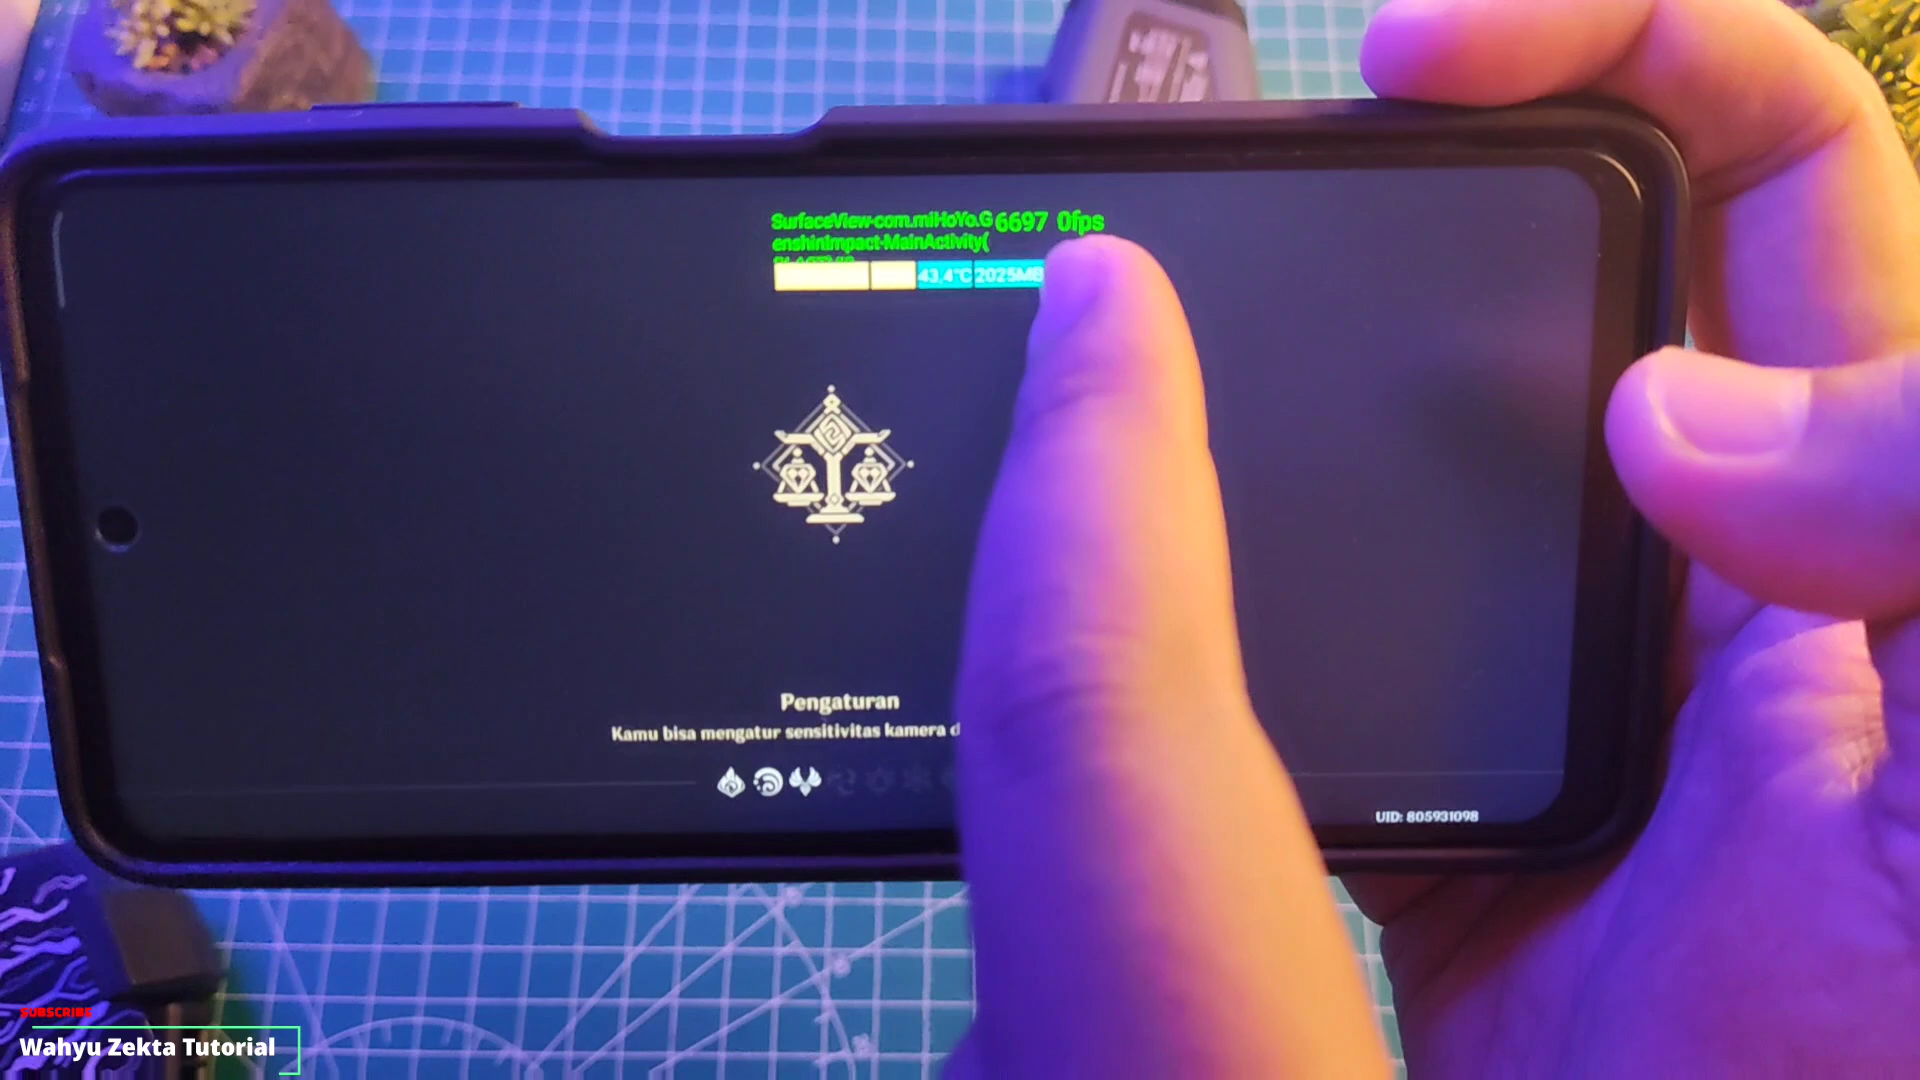 SurfaceView-com.miHoYo.G 6697 0fps
enshinImpact-MainActivity(
43,4°C 2025MB
Pengaturan
Kamu bisa mengatur sensitivitas kamera
UID: 805931098
SUBSCRIBE
Wahyu Zekta Tutorial